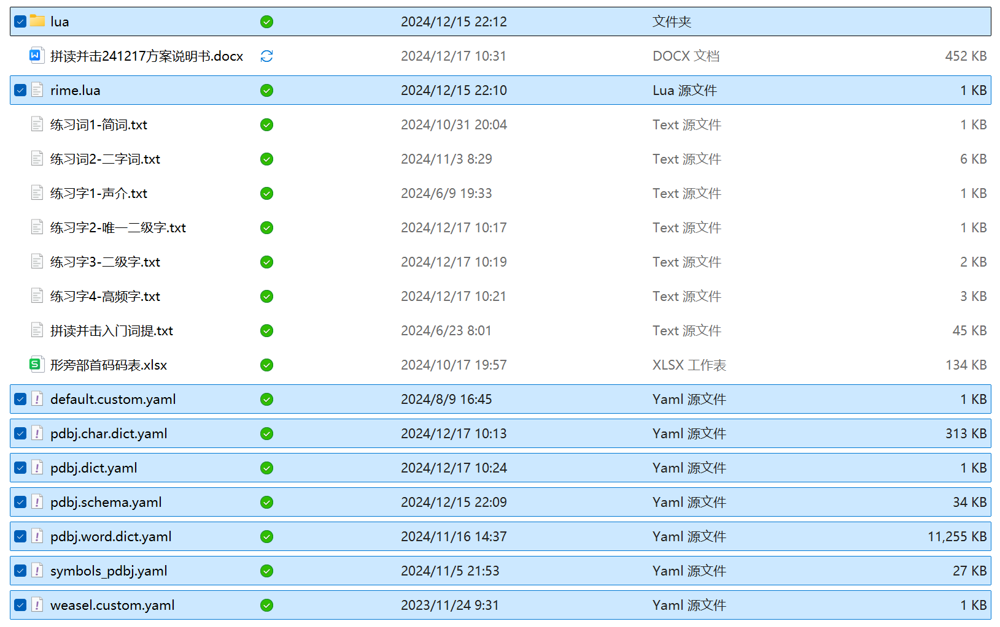 lua 2024/12/15 22:12 文件夹
拼读并击241217方案说明书.docx 2024/12/17 10:31 DOCX 文档 452 KB
rime.lua 2024/12/15 22:10 Lua 源文件 1 KB
练习词1-简词.txt 2024/10/31 20:04 Text 源文件 1 KB
练习词2-二字词.txt 2024/11/3 8:29 Text 源文件 6 KB
练习字1-声介.txt 2024/6/9 19:33 Text 源文件 1 KB
练习字2-唯一二级字.txt 2024/12/17 10:17 Text 源文件 1 KB
练习字3-二级字.txt 2024/12/17 10:19 Text 源文件 2 KB
练习字4-高频字.txt 2024/12/17 10:21 Text 源文件 3 KB
拼读并击入门词提.txt 2024/6/23 8:01 Text 源文件 45 KB
形旁部首码码表.xlsx 2024/10/17 19:57 XLSX 工作表 134 KB
default.custom.yaml 2024/8/9 16:45 Yaml 源文件 1 KB
pdbj.char.dict.yaml 2024/12/17 10:13 Yaml 源文件 313 KB
pdbj.dict.yaml 2024/12/17 10:24 Yaml 源文件 1 KB
pdbj.schema.yaml 2024/12/15 22:09 Yaml 源文件 34 KB
pdbj.word.dict.yaml 2024/11/16 14:37 Yaml 源文件 11,255 KB
symbols_pdbj.yaml 2024/11/5 21:53 Yaml 源文件 27 KB
weasel.custom.yaml 2023/11/24 9:31 Yaml 源文件 1 KB